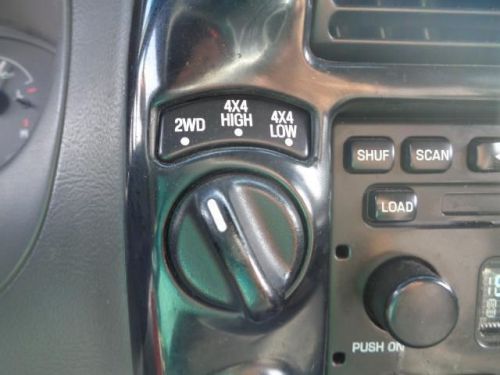 2WD
4X4
HIGH
4X4
LOW
SHUF
SCAN
LOAD
PUSH ON